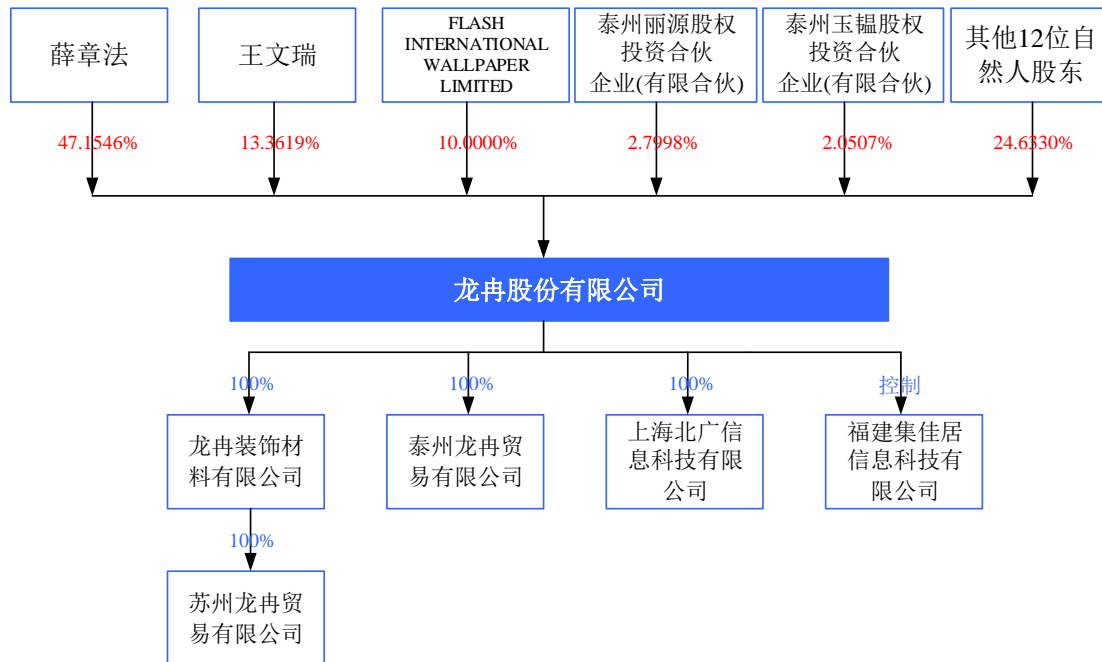 薛章法
王文瑞
FLASH
INTERNATIONAL
WALLPAPER
LIMITED
泰州丽源股权
投资合伙
企业(有限合伙)
泰州玉韫股权
投资合伙
企业(有限合伙)
其他12位自
然人股东
47.1546%
13.3619%
10.0000%
2.7998%
2.0507%
24.6330%
龙冉股份有限公司
100%
100%
100%
控制
龙冉装饰材
料有限公司
泰州龙冉贸
易有限公司
上海北广信
息科技有限
公司
福建集佳居
信息科技有
限公司
100%
苏州龙冉贸
易有限公司